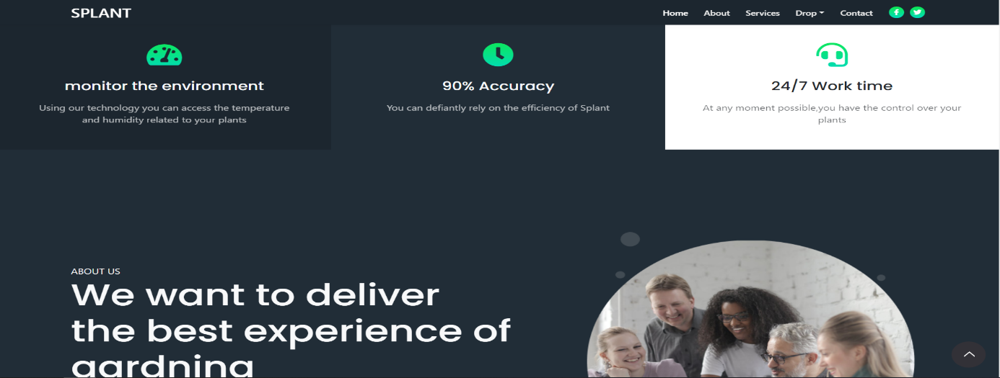 SPLANT
Home About Services Drop Contact
monitor the environment
Using our technology you can access the temperature
and humidity related to your plants
90% Accuracy
You can defiantly rely on the efficiency of Splant
24/7 Work time
At any moment possible,you have the control over your
plants
ABOUT US
We want to deliver
the best experience of
gardning